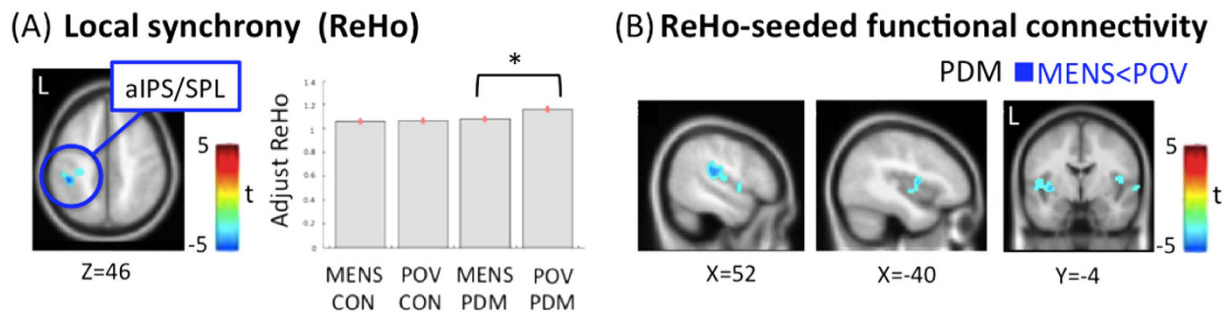 (A) Local synchrony (ReHo)
L
aIPS/SPL
5
t
-5
Z=46
*
Adjust ReHo
1.4
1.2
1
0.8
0.6
0.4
0.2
0
MENS CON
POV CON
MENS PDM
POV PDM
(B) ReHo-seeded functional connectivity
PDM MENS<POV
L
5
t
-5
X=52
X=-40
Y=-4